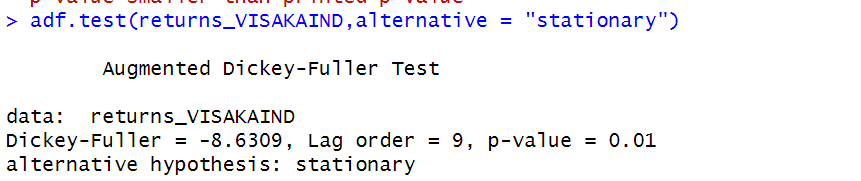 p-value smaller than printed p-value
> adf.test(returns_VISAKAIND,alternative = "stationary")
Augmented Dickey-Fuller Test
data:  returns_VISAKAIND
Dickey-Fuller = -8.6309, Lag order = 9, p-value = 0.01
alternative hypothesis: stationary